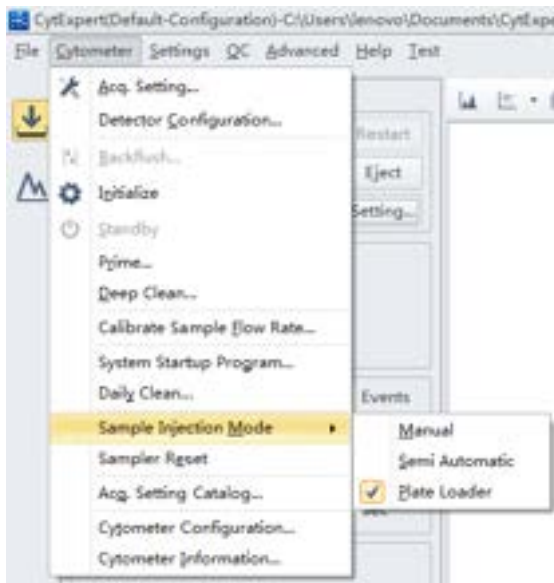 CytExpert(Default-Configuration)-C:\Users\lenovo\Documents\CytExpe
File Cytometer Settings QC Advanced Help Test
Acq. Setting...
Detector Configuration...
Restart
Backflush...
Eject
Initialize
Setting...
Standby
Prime...
Deep Clean...
Calibrate Sample Flow Rate...
System Startup Program...
Daily Clean...
Events
Sample Injection Mode
Manual
Sampler Reset
Semi Automatic
Acq. Setting Catalog...
Plate Loader
Sec
Cytometer Configuration...
Cytometer Information...